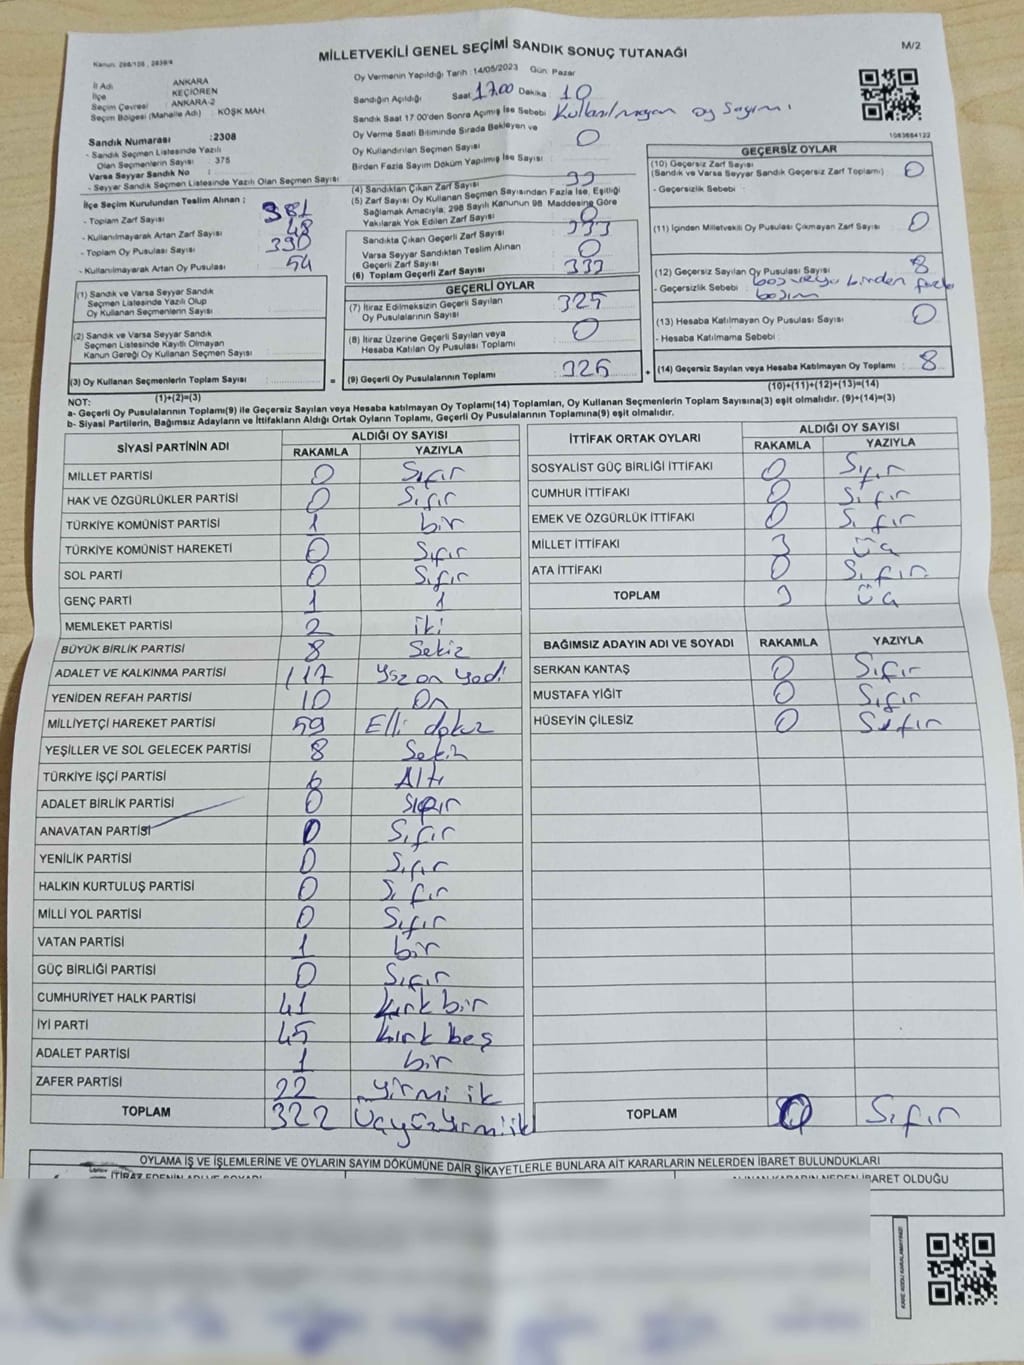 MİLLETVEKİLİ GENEL SEÇİMİ SANDIK SONUÇ TUTANAĞI
M/2
İl Adı : ANKARA
İlçe : KEÇİÖREN
Seçim Çevresi : ANKARA-2
Seçim Bölgesi (Mahalle Adı) : KÖŞK MAH.
Sandık Numarası :2308
- Sandık Seçmen Listesinde Yazılı
Olan Seçmenlerin Sayısı : 375
Varsa Seyyar Sandık No :
- Seyyar Sandık Seçmen Listesinde Yazılı Olan Seçmen Sayısı :
İlçe Seçim Kurulundan Teslim Alınan ;
- Toplam Zarf Sayısı : 381
- Kullanılmayarak Artan Zarf Sayısı : 48
- Toplam Oy Pusulası Sayısı : 390
- Kullanılmayarak Artan Oy Pusulası : 54
(1) Sandık ve Varsa Seyyar Sandık
Seçmen Listesinde Yazılı Olup
Oy Kullanan Seçmenlerin Sayısı :
(2) Sandık ve Varsa Seyyar Sandık
Seçmen Listesinde Kayıtlı Olmayan
Kanun Gereği Oy Kullanan Seçmen Sayısı :
(3) Oy Kullanan Seçmenlerin Toplam Sayısı :
(1)+(2)=(3)
Oy Vermenin Yapıldığı Tarih :14/05/2023 Gün: Pazar
Sandığın Açıldığı Saat 17.00 Dakika : 10
Sandık Saat 17.00'den Sonra Açılmış İse Sebebi : Kullanılmayan oy sayımı
Oy Verme Saati Bitiminde Sırada Bekleyen ve
Oy Kullandırılan Seçmen Sayısı : 0
Birden Fazla Sayım Döküm Yapılmış İse Sayısı :
(4) Sandıktan Çıkan Zarf Sayısı :
(5) Zarf Sayısı Oy Kullanan Seçmen Sayısından Fazla İse, Eşitliği
Sağlamak Amacıyla; 298 Sayılı Kanunun 98. Maddesine Göre
Yakılarak Yok Edilen Zarf Sayısı : 0
Sandıkta Çıkan Geçerli Zarf Sayısı : 333
Varsa Seyyar Sandıktan Teslim Alınan
Geçerli Zarf Sayısı : 0
(6) Toplam Geçerli Zarf Sayısı : 333
GEÇERLİ OYLAR
(7) İtiraz Edilmeksizin Geçerli Sayılan
Oy Pusulalarının Sayısı : 325
(8) İtiraz Üzerine Geçerli Sayılan veya
Hesaba Katılan Oy Pusulası Toplamı : 0
= (9) Geçerli Oy Pusulalarının Toplamı : 325
1083664122
GEÇERSİZ OYLAR
(10) Geçersiz Zarf Sayısı
(Sandık ve Varsa Seyyar Sandık Geçersiz Zarf Toplamı) : 0
- Geçersizlik Sebebi :
(11) İçinden Milletvekili Oy Pusulası Çıkmayan Zarf Sayısı : 0
(12) Geçersiz Sayılan Oy Pusulası Sayısı : 8
- Geçersizlik Sebebi : boş veya birden fazla
basım
(13) Hesaba Katılmayan Oy Pusulası Sayısı : 0
- Hesaba Katılmama Sebebi :
+ (14) Geçersiz Sayılan veya Hesaba Katılmayan Oy Toplamı : 8
(10)+(11)+(12)+(13)=(14)
NOT:
a- Geçerli Oy Pusulalarının Toplamı(9) ile Geçersiz Sayılan veya Hesaba katılmayan Oy Toplamı(14) Toplamları, Oy Kullanan Seçmenlerin Toplam Sayısına(3) eşit olmalıdır. (9)+(14)=(3)
b- Siyasi Partilerin, Bağımsız Adayların ve İttifakların Aldığı Ortak Oyların Toplamı, Geçerli Oy Pusulalarının Toplamına(9) eşit olmalıdır.
SİYASİ PARTİNİN ADI ALDIĞI OY SAYISI
RAKAMLA YAZIYLA
MİLLET PARTİSİ 0 Sıfır
HAK VE ÖZGÜRLÜKLER PARTİSİ 0 Sıfır
TÜRKİYE KOMÜNİST PARTİSİ 1 bir
TÜRKİYE KOMÜNİST HAREKETİ 0 Sıfır
SOL PARTİ 0 Sıfır
GENÇ PARTİ 1 1
MEMLEKET PARTİSİ 2 iki
BÜYÜK BİRLİK PARTİSİ 8 Sekiz
ADALET VE KALKINMA PARTİSİ 117 Yüz on yedi
YENİDEN REFAH PARTİSİ 10 On
MİLLİYETÇİ HAREKET PARTİSİ 59 Elli dokuz
YEŞİLLER VE SOL GELECEK PARTİSİ 8 Sekiz
TÜRKİYE İŞÇİ PARTİSİ 6 Altı
ADALET BİRLİK PARTİSİ 0 Sıfır
ANAVATAN PARTİSİ 0 Sıfır
YENİLİK PARTİSİ 0 Sıfır
HALKIN KURTULUŞ PARTİSİ 0 Sıfır
MİLLİ YOL PARTİSİ 0 Sıfır
VATAN PARTİSİ 1 bir
GÜÇ BİRLİĞİ PARTİSİ 0 Sıfır
CUMHURİYET HALK PARTİSİ 41 kırk bir
İYİ PARTİ 45 kırk beş
ADALET PARTİSİ 1 bir
ZAFER PARTİSİ 22 yirmi ik
TOPLAM 322 Üçyüzyirmiik
İTTİFAK ORTAK OYLARI ALDIĞI OY SAYISI
RAKAMLA YAZIYLA
SOSYALİST GÜÇ BİRLİĞİ İTTİFAKI 0 Sıfır
CUMHUR İTTİFAKI 0 Sıfır
EMEK VE ÖZGÜRLÜK İTTİFAKI 0 Sıfır
MİLLET İTTİFAKI 3 üç
ATA İTTİFAKI 0 Sıfır
TOPLAM 3 üç
BAĞIMSIZ ADAYIN ADI VE SOYADI RAKAMLA YAZIYLA
SERKAN KANTAŞ 0 Sıfır
MUSTAFA YİĞİT 0 Sıfır
HÜSEYİN ÇİLESİZ 0 Sıfır
TOPLAM 0 Sıfır
OYLAMA İŞ VE İŞLEMLERİNE VE OYLARIN SAYIM DÖKÜMÜNE DAİR ŞİKAYETLERLE BUNLARA AİT KARARLARIN NELERDEN İBARET BULUNDUKLARI